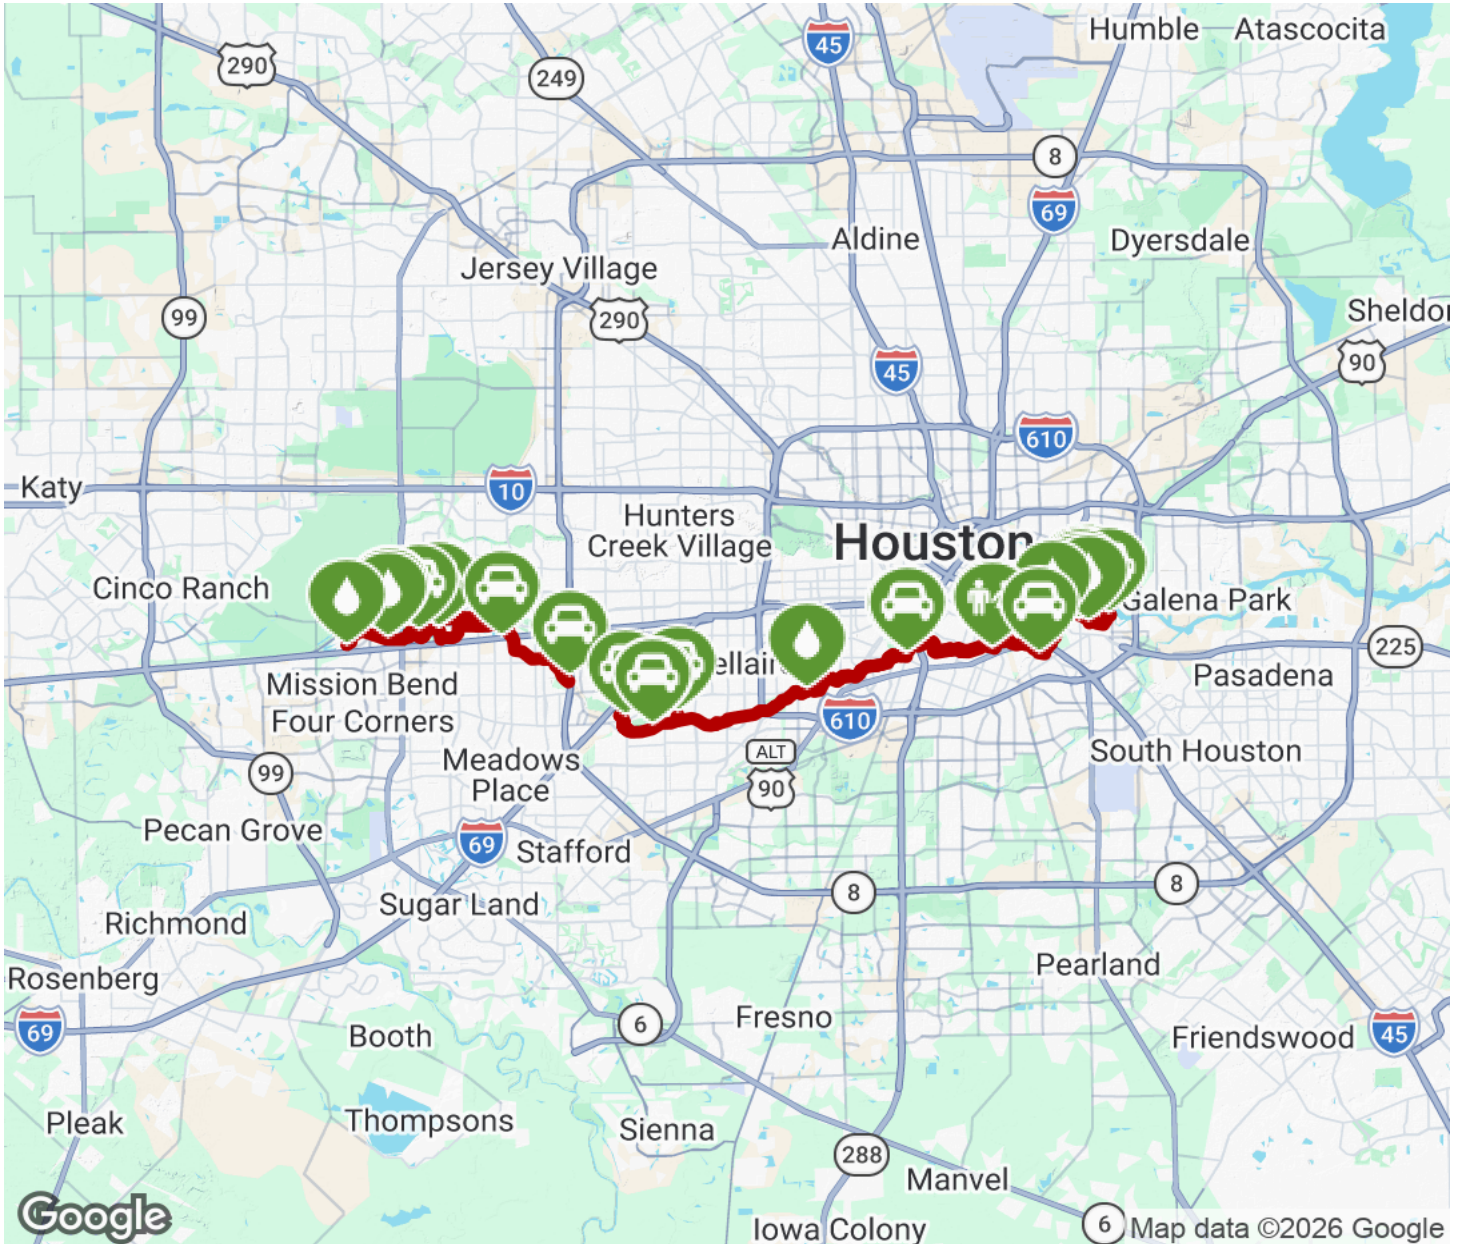 Humble
Atascocita
45
290
249
8
69
Aldine
Dyersdale
Jersey Village
99
290
Sheldon
90
45
610
Katy
10
Hunters
Creek Village
Houston
Cinco Ranch
Galena Park
225
Mission Bend
Four Corners
ellair
Pasadena
610
Meadows
Place
99
ALT
90
South Houston
Pecan Grove
69
Stafford
8
8
Sugar Land
Richmond
Rosenberg
Pearland
69
Booth
6
Fresno
Friendswood
45
Pleak
Thompsons
Sienna
288
Manvel
Google
Iowa Colony
6
Map data ©2026 Google